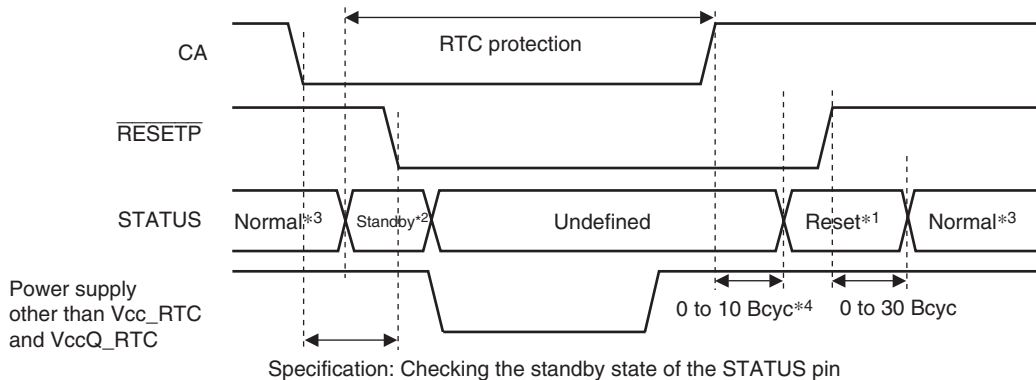 CA
RTC protection
RESETP
STATUS
Normal*3
Standby*2
Undefined
Reset*1
Normal*3
Power supply
other than Vcc_RTC
and VccQ_RTC
0 to 10 Bcyc*4
0 to 30 Bcyc
Specification: Checking the standby state of the STATUS pin